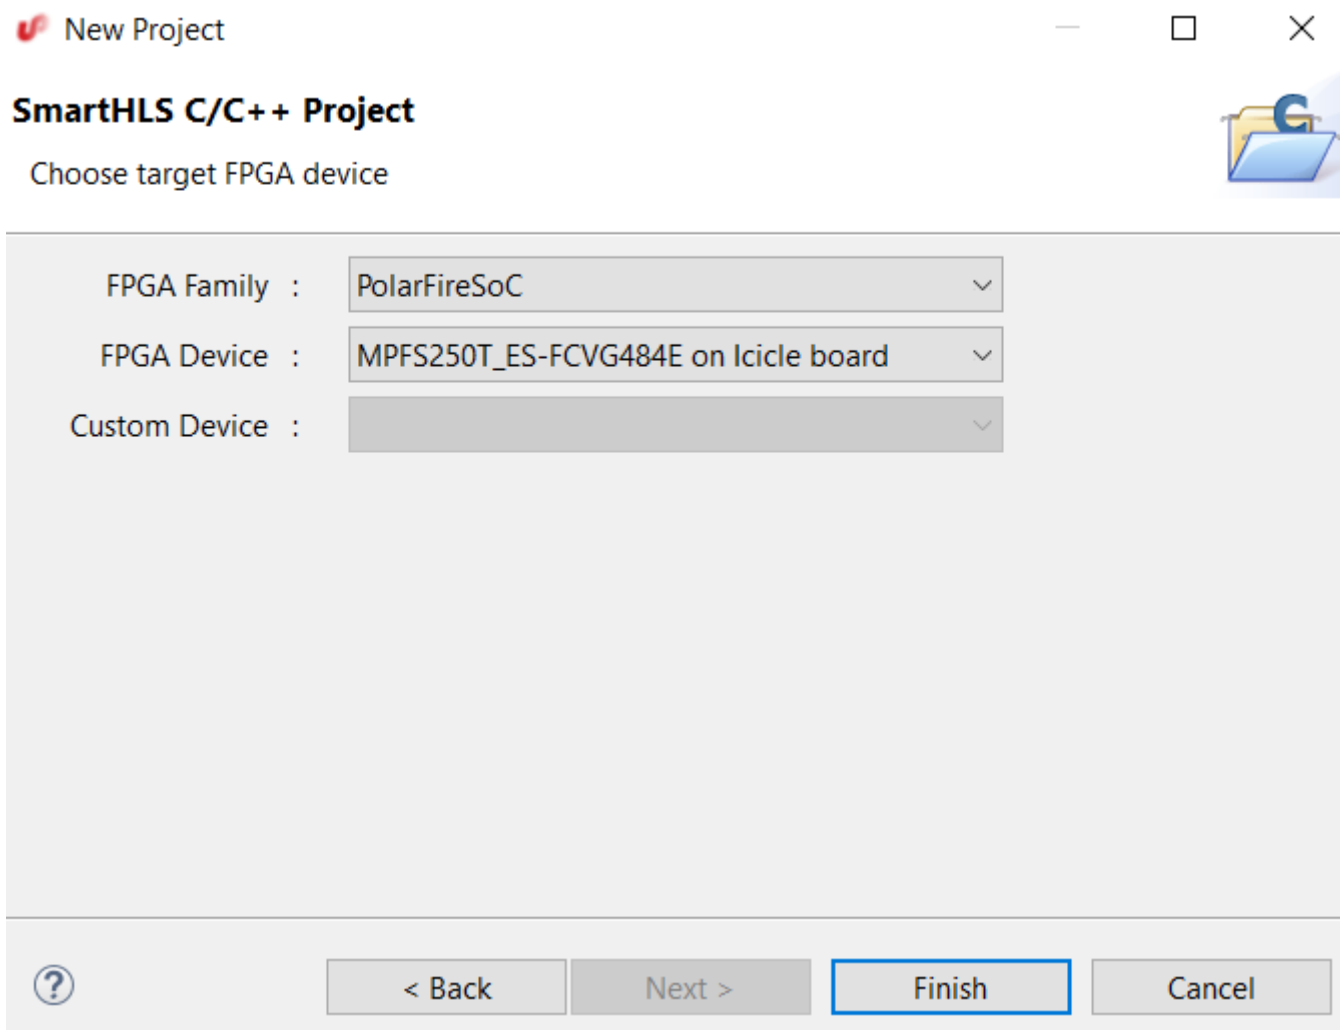 New Project
SmartHLS C/C++ Project
Choose target FPGA device
FPGA Family :
PolarFireSoC
FPGA Device :
MPFS250T_ES-FCVG484E on Icicle board
Custom Device :
?
< Back
Next >
Finish
Cancel